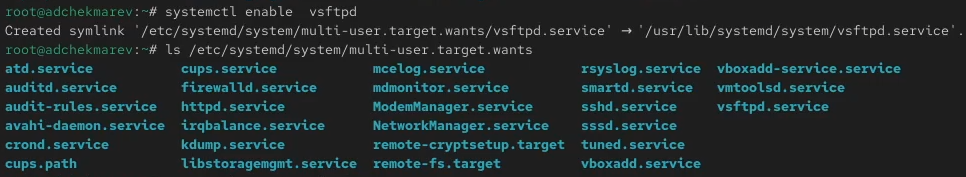 root@adchekmarev:~# systemctl enable  vsftpd
Created symlink '/etc/systemd/system/multi-user.target.wants/vsftpd.service' → '/usr/lib/systemd/system/vsftpd.service'.
root@adchekmarev:~# ls /etc/systemd/system/multi-user.target.wants
atd.service           cups.service             mcelog.service             rsyslog.service  vboxadd-service.service
auditd.service        firewalld.service        mdmonitor.service          smartd.service   vmtoolsd.service
audit-rules.service   httpd.service            ModemManager.service       sshd.service     vsftpd.service
avahi-daemon.service  irqbalance.service       NetworkManager.service     sssd.service
crond.service         kdump.service            remote-cryptsetup.target   tuned.service
cups.path             libstoragemgmt.service   remote-fs.target           vboxadd.service